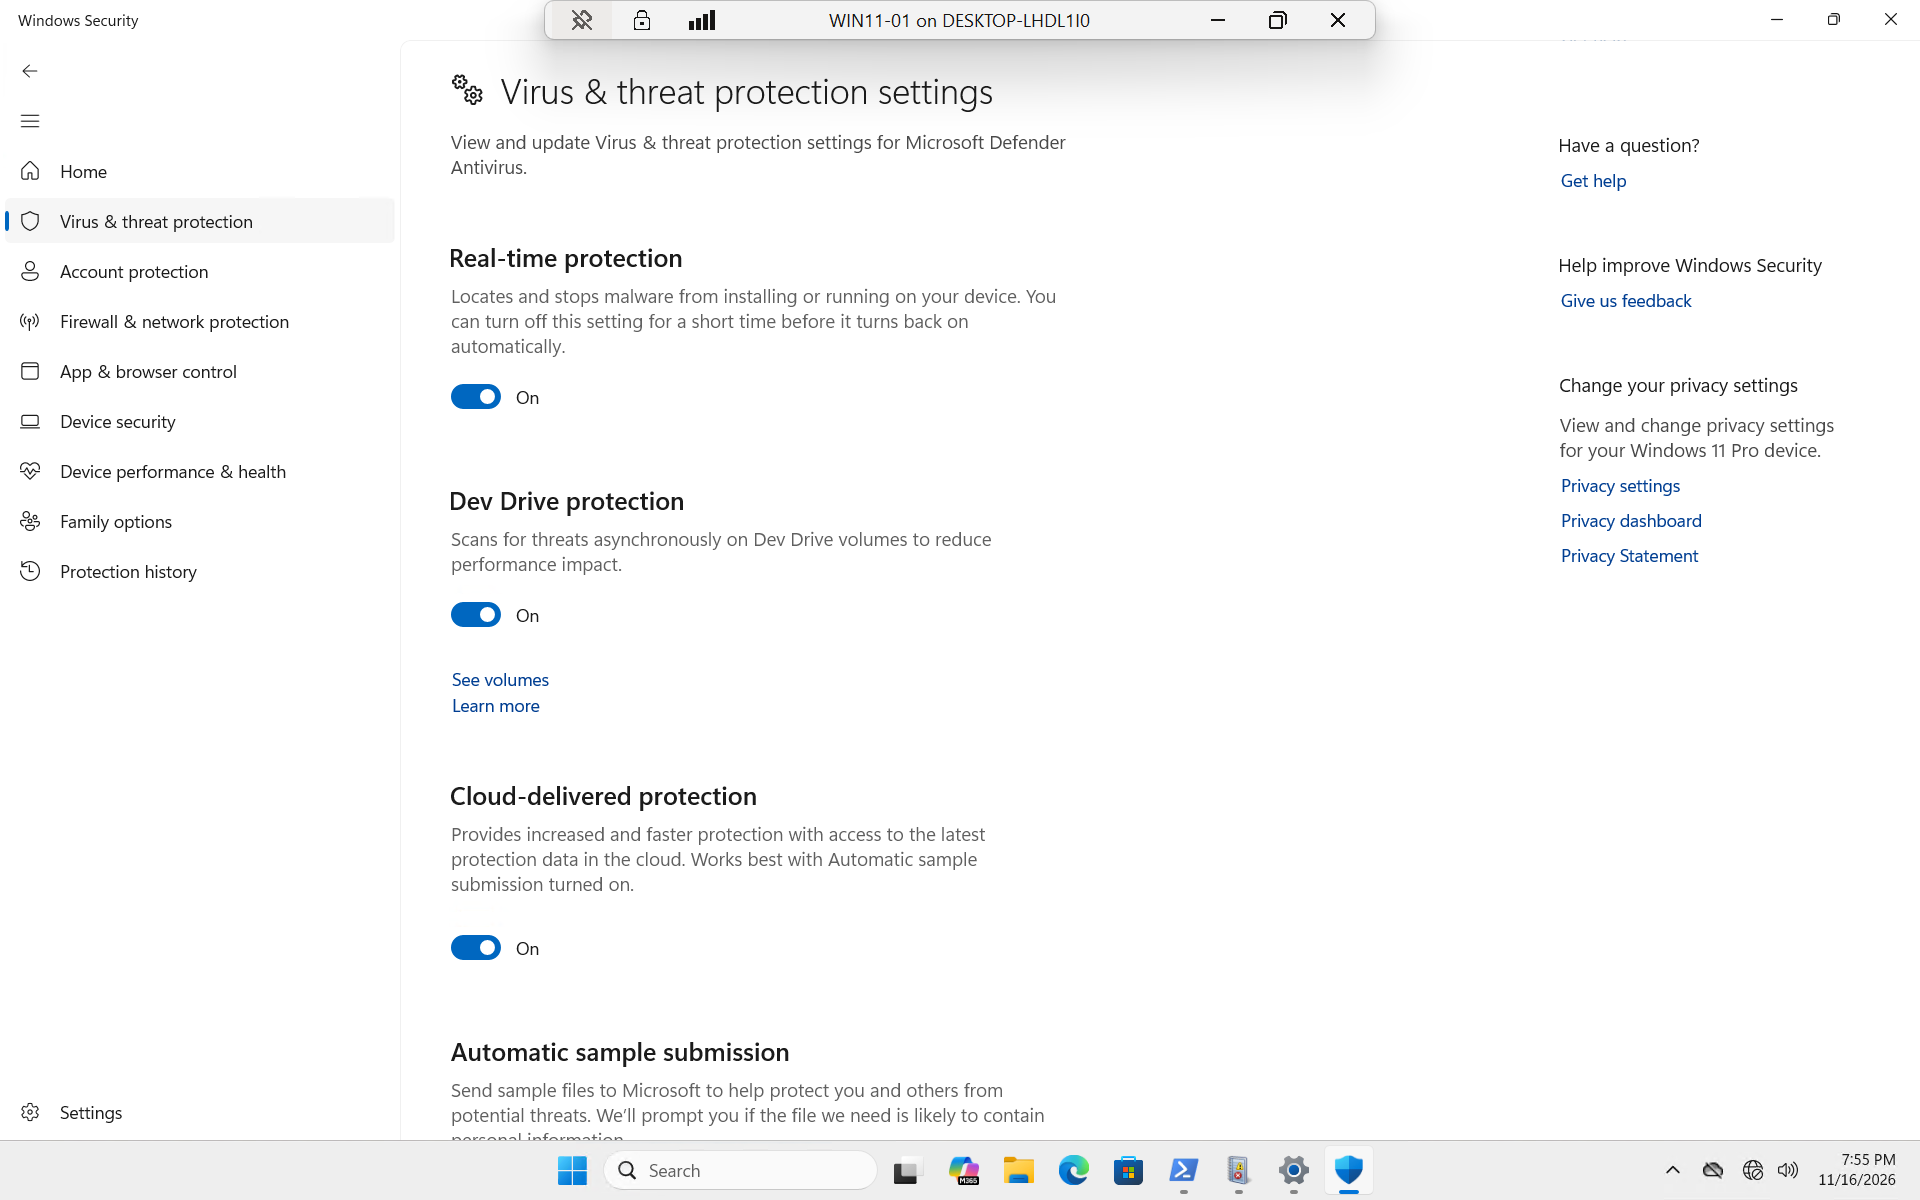 Windows Security
WIN11-01 on DESKTOP-LHDL1I0
Home
Virus & threat protection
Account protection
Firewall & network protection
App & browser control
Device security
Device performance & health
Family options
Protection history
Settings
Virus & threat protection settings
View and update Virus & threat protection settings for Microsoft Defender
Antivirus.
Real-time protection
Locates and stops malware from installing or running on your device. You
can turn off this setting for a short time before it turns back on
automatically.
On
Dev Drive protection
Scans for threats asynchronously on Dev Drive volumes to reduce
performance impact.
On
See volumes
Learn more
Cloud-delivered protection
Provides increased and faster protection with access to the latest
protection data in the cloud. Works best with Automatic sample
submission turned on.
On
Automatic sample submission
Send sample files to Microsoft to help protect you and others from
potential threats. We'll prompt you if the file we need is likely to contain
personal information.
Have a question?
Get help
Help improve Windows Security
Give us feedback
Change your privacy settings
View and change privacy settings
for your Windows 11 Pro device.
Privacy settings
Privacy dashboard
Privacy Statement
Search
M365
7:55 PM
11/16/2026